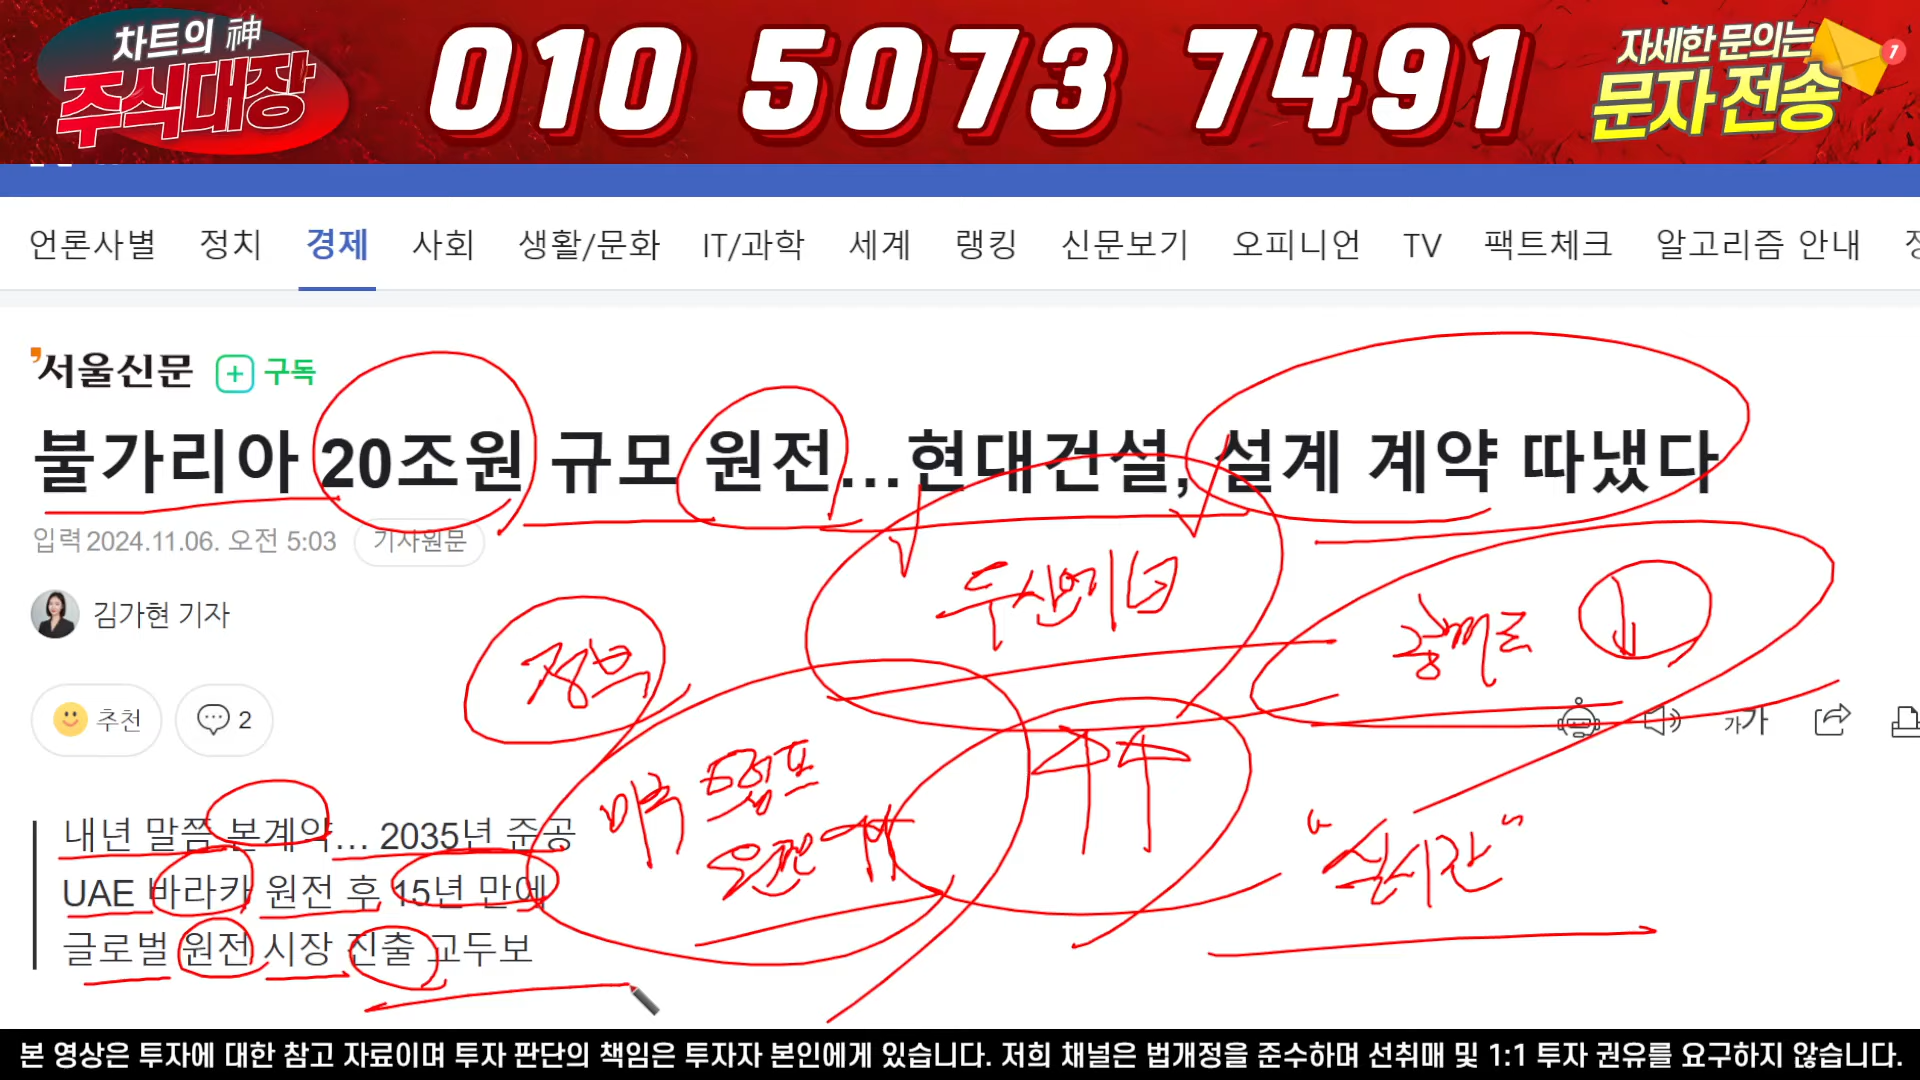 차트의 神
주식대장
010 5073 7491
자세한 문의는
문자 전송
1
언론사별 정치 경제 사회 생활/문화 IT/과학 세계 랭킹 신문보기 오피니언 TV 팩트체크 알고리즘 안내
서울신문 + 구독
불가리아 20조원 규모 원전...현대건설, 설계 계약 따냈다
입력 2024.11.06. 오전 5:03 기사원문
김가현 기자
두산에너빌
정부
추천 2
가가
미국 트럼프
원전
"실시간"
내년 말쯤 본계약... 2035년 준공
UAE 바라카 원전 후 15년 만에
글로벌 원전 시장 진출 교두보
본 영상은 투자에 대한 참고 자료이며 투자 판단의 책임은 투자자 본인에게 있습니다. 저희 채널은 법개정을 준수하며 선취매 및 1:1 투자 권유를 요구하지 않습니다.